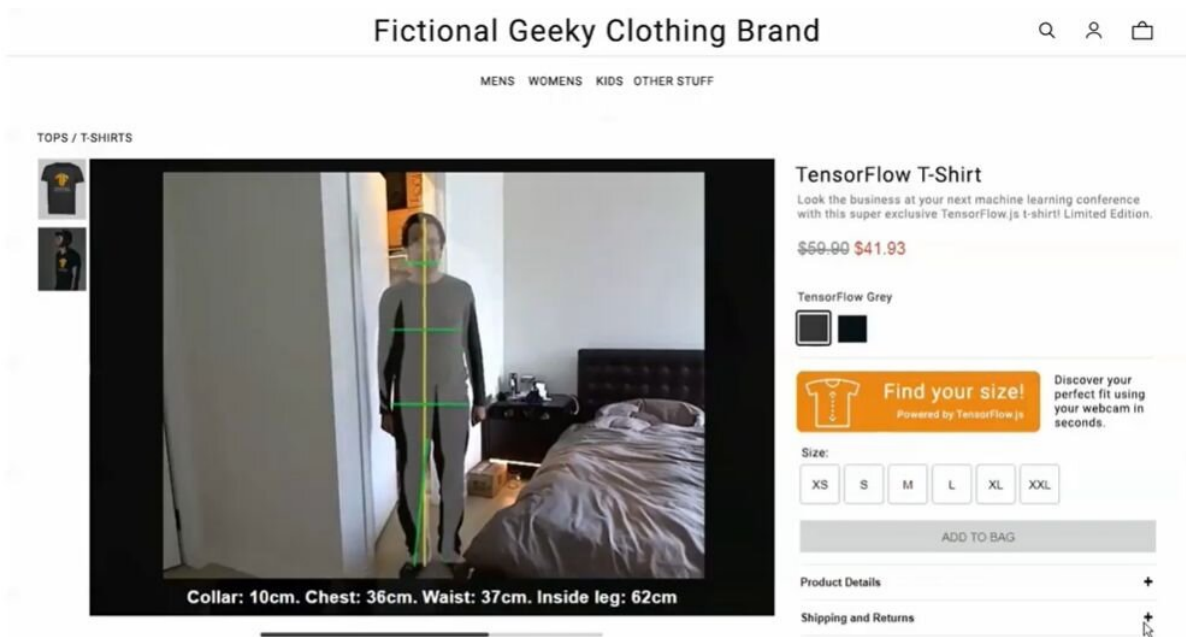 Fictional Geeky Clothing Brand
MENS WOMENS KIDS OTHER STUFF
TOPS / T-SHIRTS
Collar: 10cm. Chest: 36cm. Waist: 37cm. Inside leg: 62cm
TensorFlow T-Shirt
Look the business at your next machine learning conference
with this super exclusive TensorFlow.js t-shirt! Limited Edition.
$59.90 $41.93
TensorFlow Grey
Find your size!
Powered by TensorFlow.js
Discover your
perfect fit using
your webcam in
seconds.
Size:
XS S M L XL XXL
ADD TO BAG
Product Details +
Shipping and Returns +